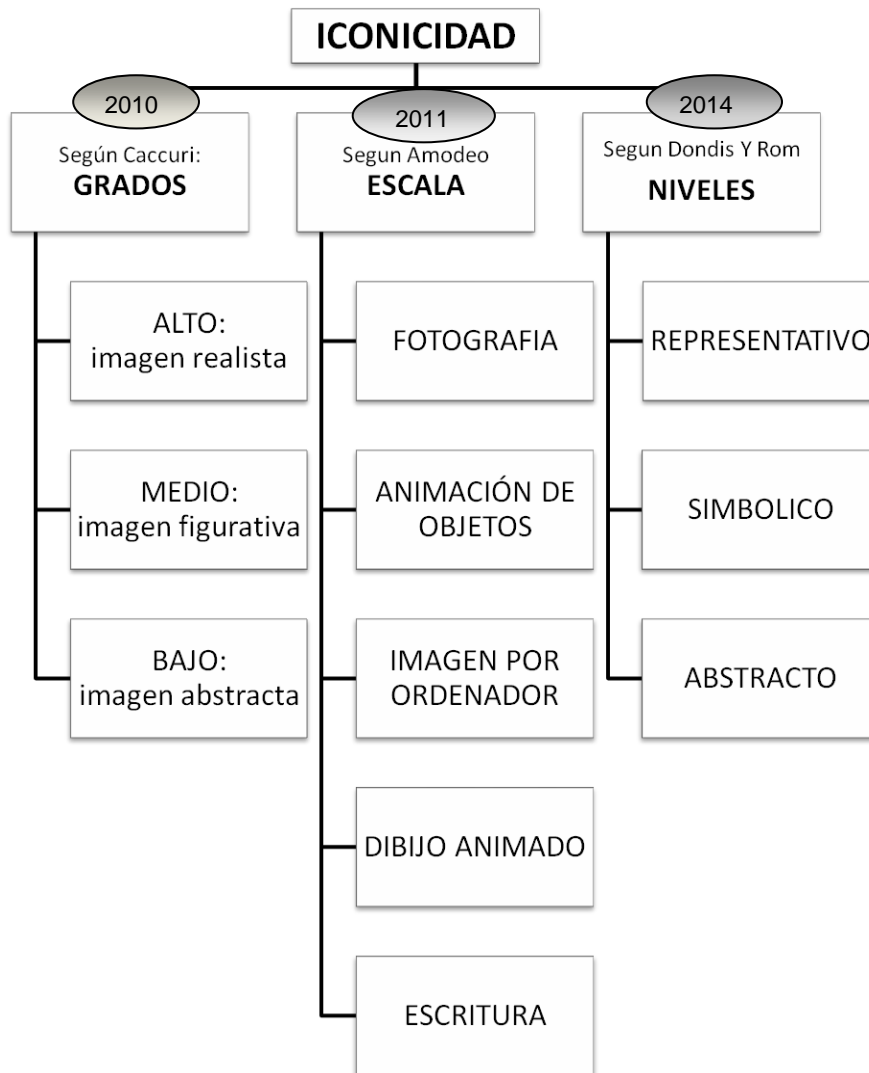 ICONICIDAD
2010
Según Caccuri:
GRADOS
ALTO:
imagen realista
MEDIO:
imagen figurativa
BAJO:
imagen abstracta
2011
Segun Amodeo
ESCALA
FOTOGRAFIA
ANIMACIÓN DE
OBJETOS
IMAGEN POR
ORDENADOR
DIBIJO ANIMADO
ESCRITURA
2014
Segun Dondis Y Rom
NIVELES
REPRESENTATIVO
SIMBOLICO
ABSTRACTO